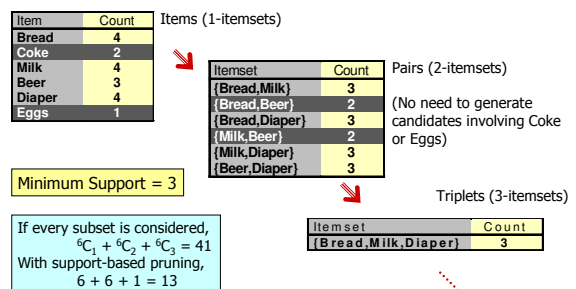 Item Count
Bread 4
Coke 2
Milk 4
Beer 3
Diaper 4
Eggs 1
Items (1-itemsets)
Itemset Count
{Bread,Milk} 3
{Bread,Beer} 2
{Bread,Diaper} 3
{Milk,Beer} 2
{Milk,Diaper} 3
{Beer,Diaper} 3
Pairs (2-itemsets)
(No need to generate
candidates involving Coke
or Eggs)
Minimum Support = 3
Triplets (3-itemsets)
Itemset Count
{Bread,Milk,Diaper} 3
If every subset is considered,
⁶C₁ + ⁶C₂ + ⁶C₃ = 41
With support-based pruning,
6 + 6 + 1 = 13